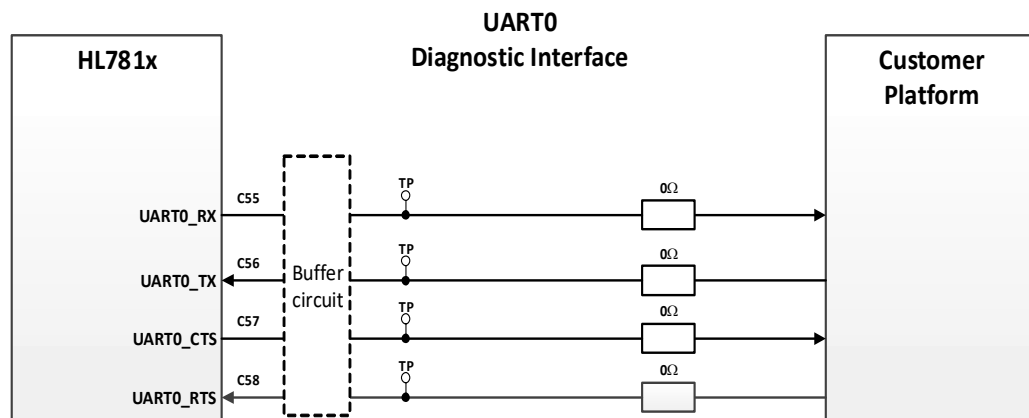 UART0
Diagnostic Interface
HL781x
Customer
Platform
UART0_RX
C55
TP
0Ω
UART0_TX
C56
Buffer
circuit
TP
0Ω
UART0_CTS
C57
TP
0Ω
UART0_RTS
C58
TP
0Ω